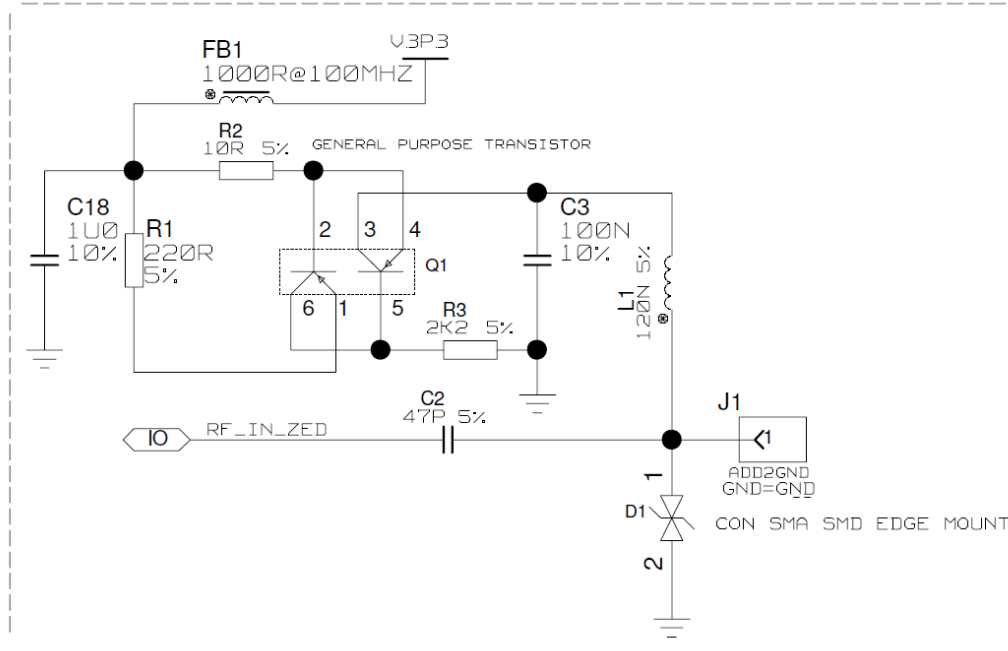 V3P3
FB1
1000R@100MHZ
R2
10R 5%
GENERAL PURPOSE TRANSISTOR
C18
1U0
10%
R1
220R
5%
2
3
4
Q1
6
1
5
C3
100N
10%
L1
120N 5%
R3
2K2 5%
C2
47P 5%
IO
RF_IN_ZED
J1
1
ADD2GND
GND=GND
1
D1
2
CON SMA SMD EDGE MOUNT